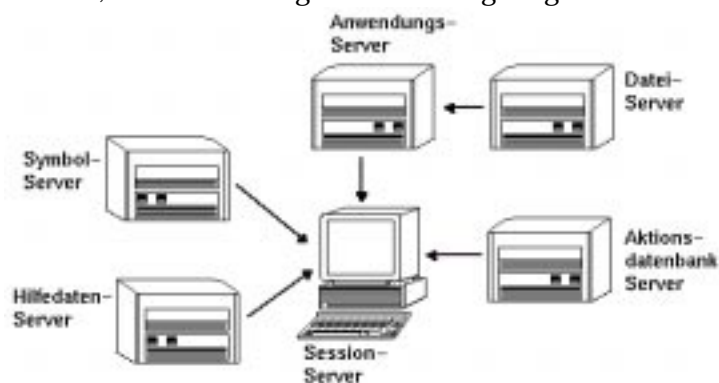 Anwendungs-
Server
Datei-
Server
Symbol-
Server
Aktions-
datenbank
Server
Hilfedaten-
Server
Session-
Server